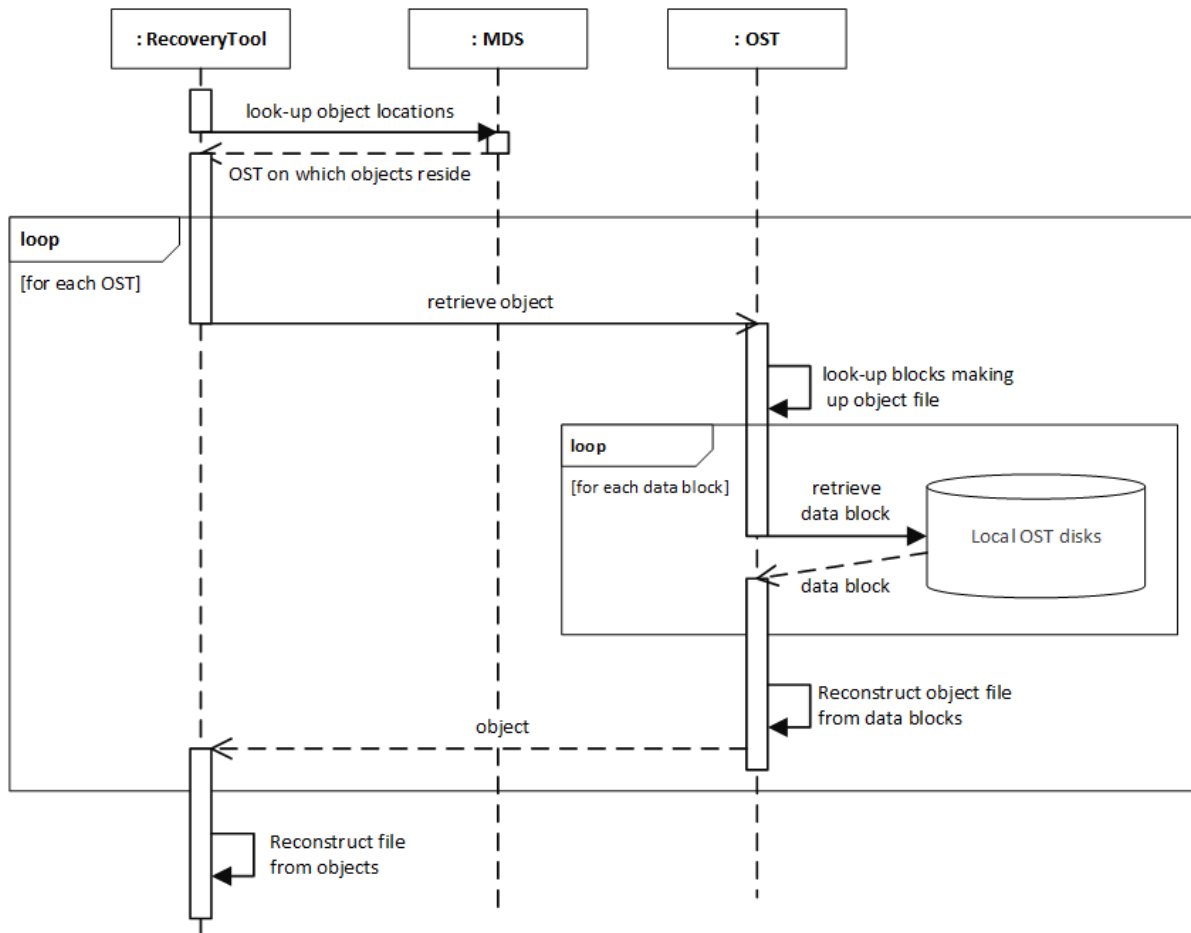 : RecoveryTool
: MDS
: OST
look-up object locations
OST on which objects reside
loop
[for each OST]
retrieve object
look-up blocks making
up object file
loop
[for each data block]
retrieve
data block
Local OST disks
data block
Reconstruct object file
from data blocks
object
Reconstruct file
from objects